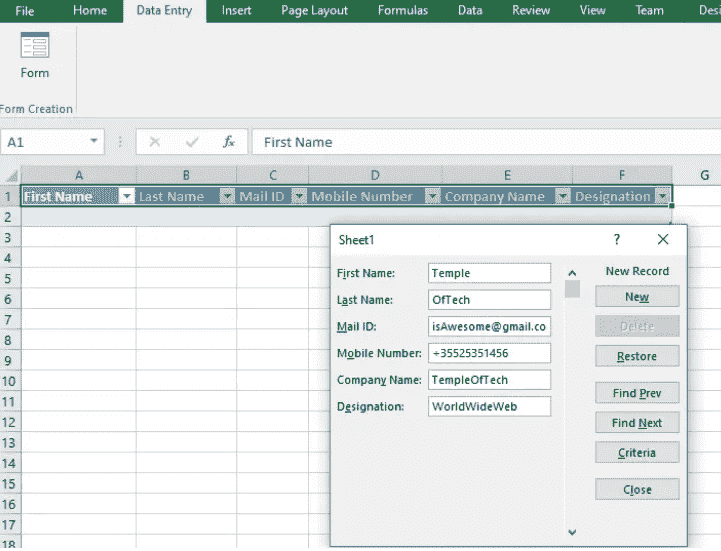 File Home Data Entry Insert Page Layout Formulas Data Review View Team Des
Form
Form Creation
A1 fx First Name
A B C D E F G
1 First Name Last Name Mail ID Mobile Number Company Name Designation
2
3
4
5
6
7
8
9
10
11
12
13
14
15
16
17
18
Sheet1 ?
New Record
First Name: Temple
New
Last Name: OfTech
Mail ID: isAwesome@gmail.co
Delete
Mobile Number: +35525351456
Restore
Company Name: TempleOfTech
Find Prev
Designation: WorldWideWeb
Find Next
Criteria
Close